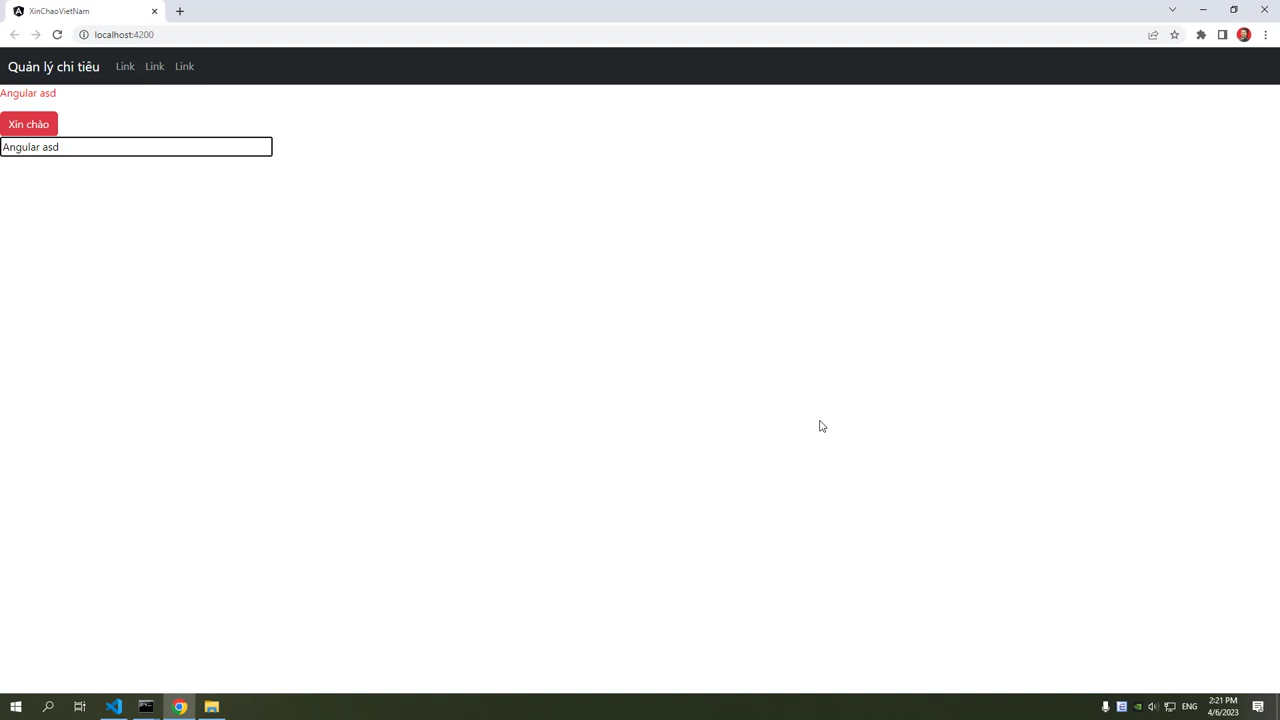 XinChaoVietNam
localhost:4200
Quản lý chi tiêu Link Link Link
Angular asd
Xin chào
Angular asd
ENG
2:21 PM
4/6/2023